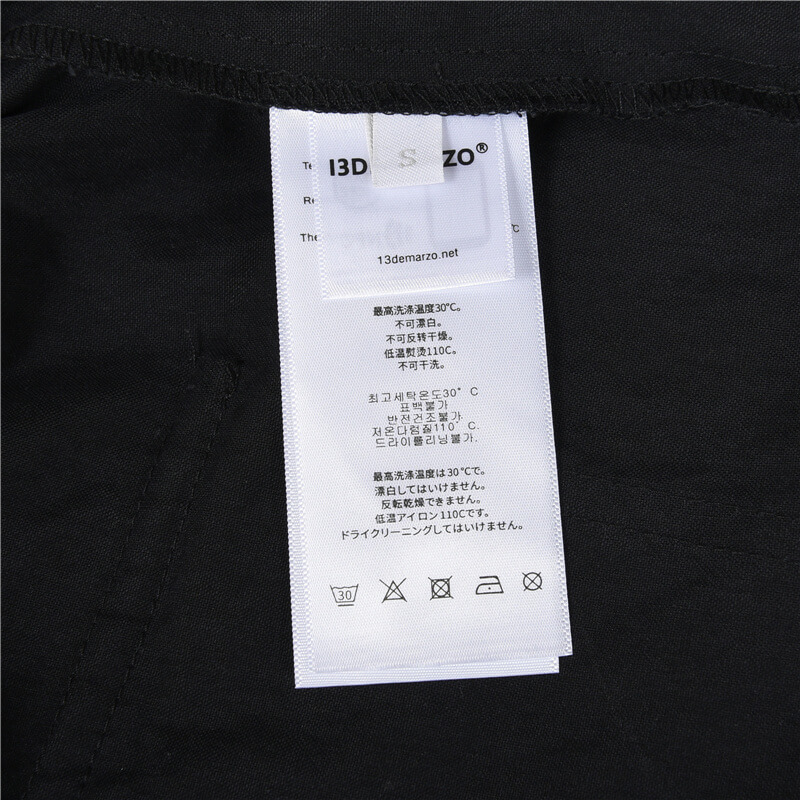 I3D
S
ZO®
Te
Re
The
℃
13demarzo.net
最高洗涤温度30℃。
不可漂白。
不可反转干燥。
低温熨烫110C。
不可干洗。
최고세탁온도30° C
표백불가
반전건조불가
저온다림질110° C.
드라이클리닝불가.
最高洗涤温度は30℃で。
漂白してはいけません。
反転乾燥できません。
低温アイロン110Cです。
ドライクリーニングしてはいけません。
30